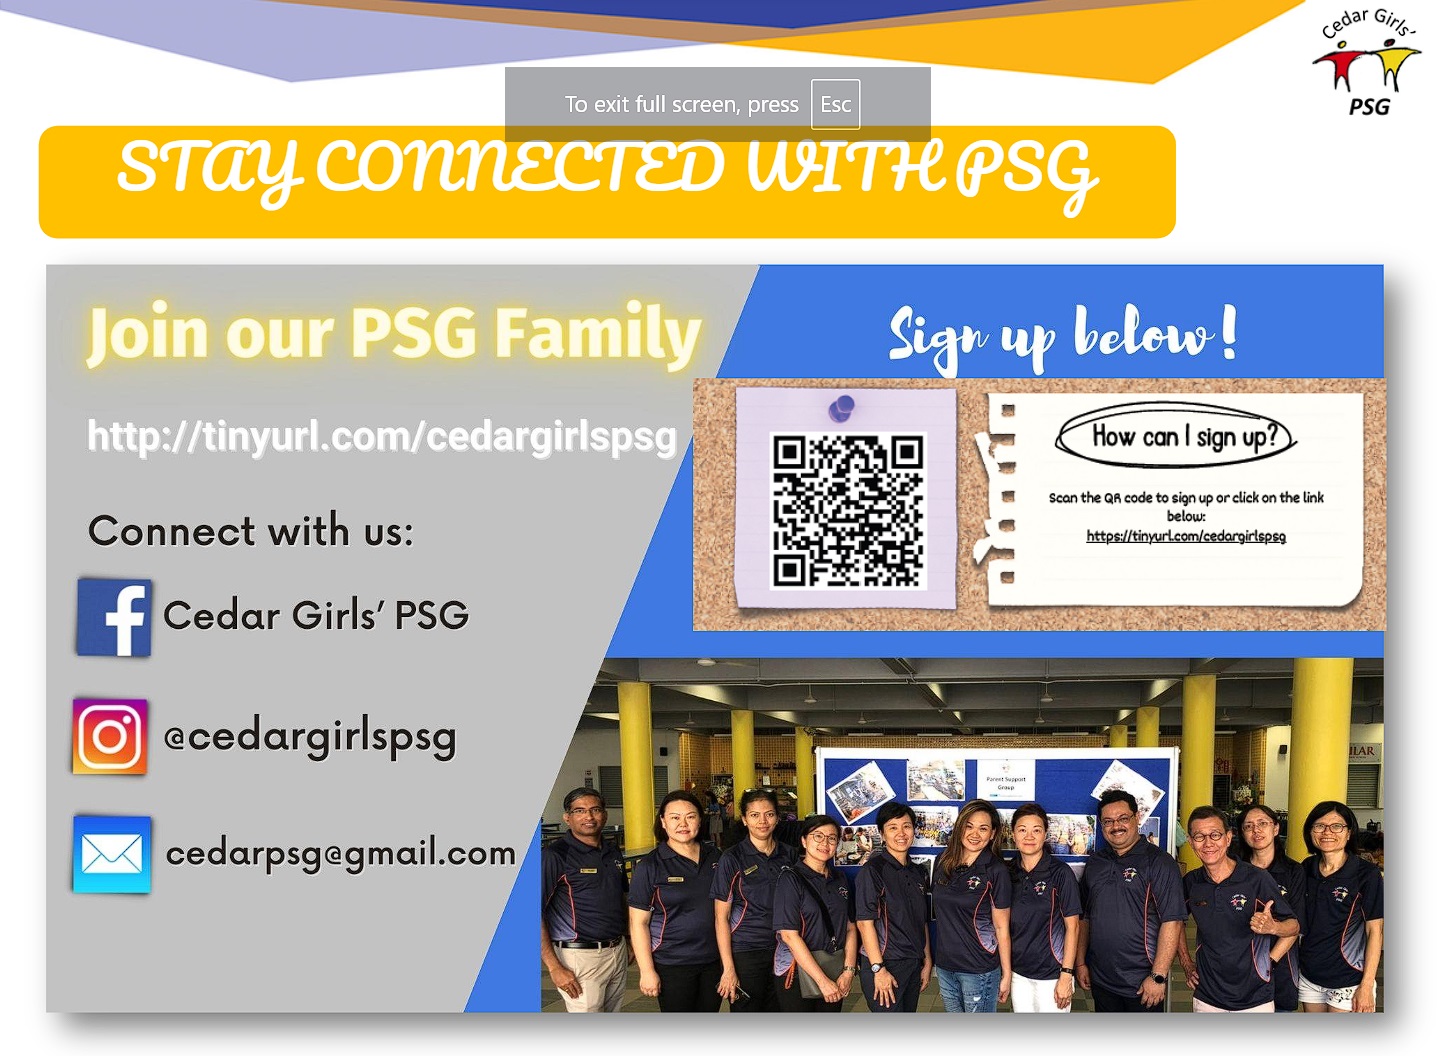 Cedar Girls'
PSG
To exit full screen, press Esc
STAY CONNECTED WITH PSG
Join our PSG Family
http://tinyurl.com/cedargirlspsg
Connect with us:
Cedar Girls' PSG
@cedargirlspsg
cedarpsg@gmail.com
Sign up below!
How can I sign up?
Scan the QR code to sign up or click on the link
below:
https://tinyurl.com/cedargirlspsg
Parent Support
Group